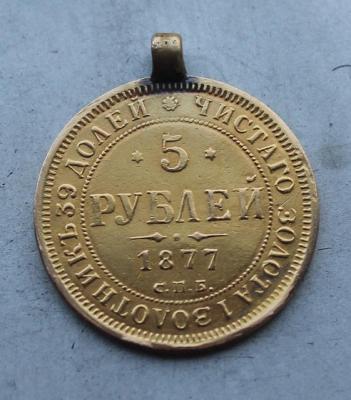 ЧИСТАГО ЗОЛОТА 1 ЗОЛОТНИКЪ 39 ДОЛЕЙ
5
РУБЛЕЙ
1877
С.П.Б.